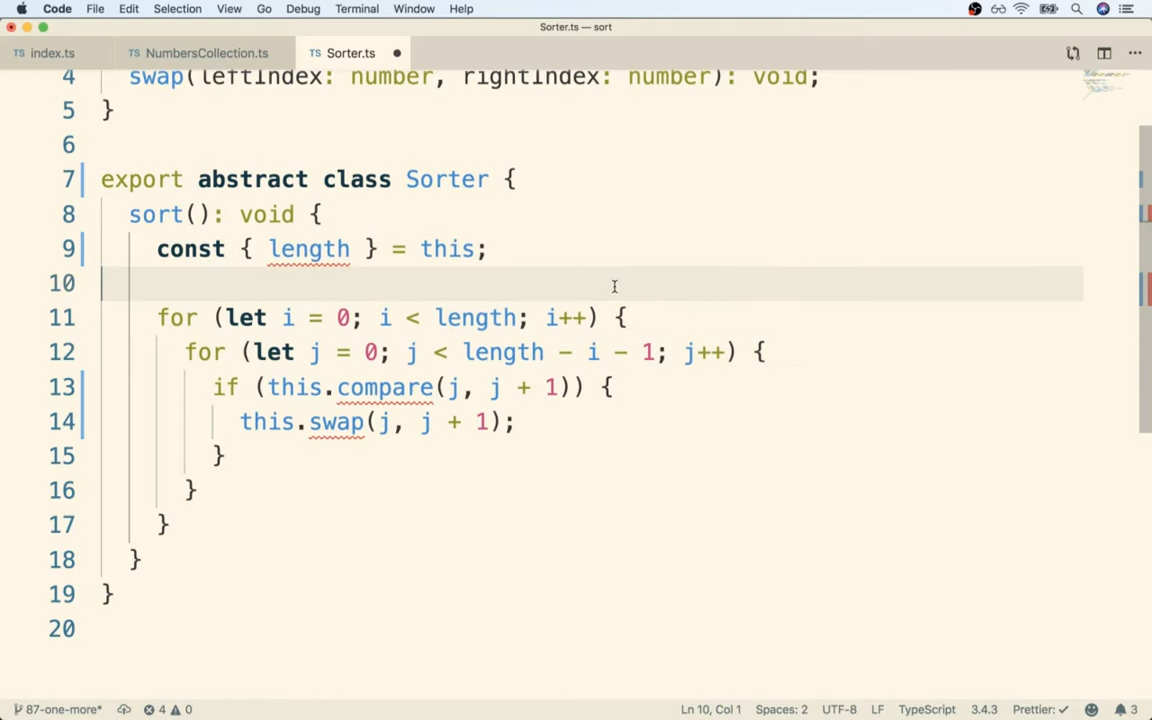 Code File Edit Selection View Go Debug Terminal Window Help
Sorter.ts — sort
TS index.ts TS NumbersCollection.ts TS Sorter.ts
4 swap(leftIndex: number, rightIndex: number): void;
5 }
6
7 export abstract class Sorter {
8 sort(): void {
9 const { length } = this;
10
11 for (let i = 0; i < length; i++) {
12 for (let j = 0; j < length - i - 1; j++) {
13 if (this.compare(j, j + 1)) {
14 this.swap(j, j + 1);
15 }
16 }
17 }
18 }
19 }
20
87-one-more* 4 0 Ln 10, Col 1 Spaces: 2 UTF-8 LF TypeScript 3.4.3 Prettier: ✓ 3